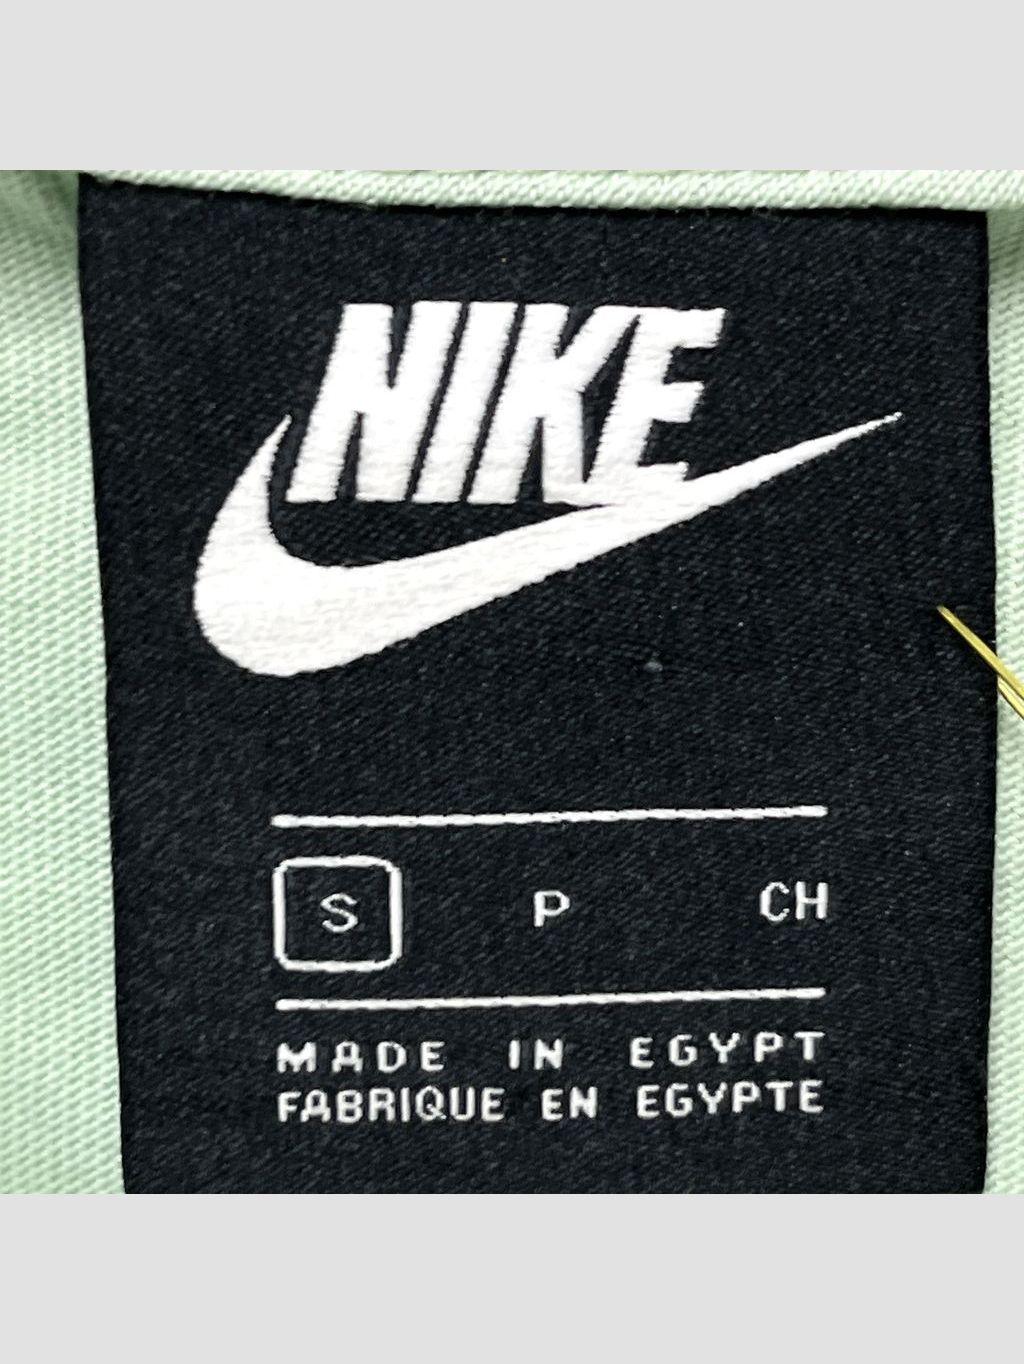 NIKE
S P CH
MADE IN EGYPT
FABRIQUE EN EGYPTE